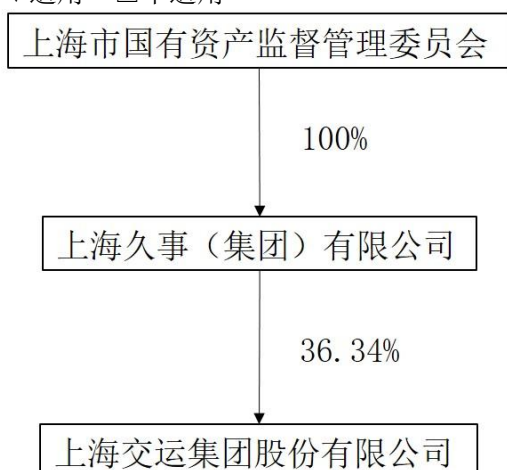 上海市国有资产监督管理委员会
100%
上海久事（集团）有限公司
36.34%
上海交运集团股份有限公司